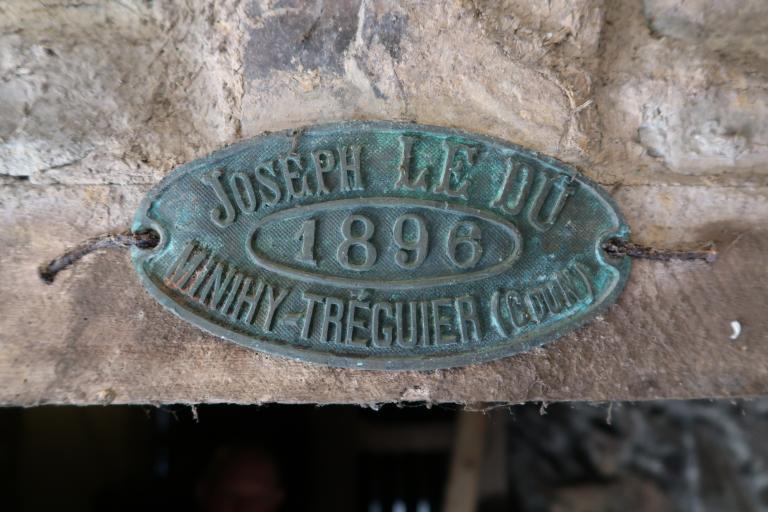 JOSEPH LE DÛ
1896
MINIHY-TRÉGUIER (C. DU N.)